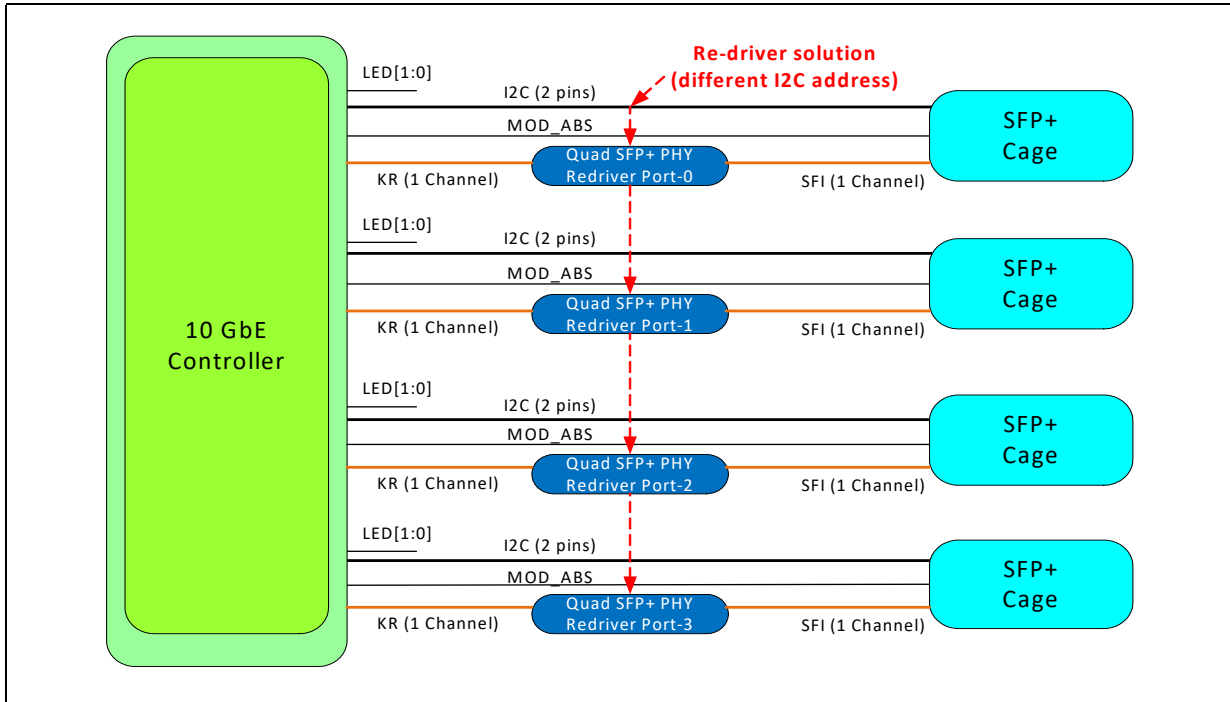 Re-driver solution
(different I2C address)
LED[1:0]
I2C (2 pins)
MOD_ABS
Quad SFP+ PHY
Redriver Port-0
KR (1 Channel)
SFI (1 Channel)
SFP+
Cage
LED[1:0]
I2C (2 pins)
MOD_ABS
Quad SFP+ PHY
Redriver Port-1
KR (1 Channel)
SFI (1 Channel)
SFP+
Cage
10 GbE
Controller
LED[1:0]
I2C (2 pins)
MOD_ABS
Quad SFP+ PHY
Redriver Port-2
KR (1 Channel)
SFI (1 Channel)
SFP+
Cage
LED[1:0]
I2C (2 pins)
MOD_ABS
Quad SFP+ PHY
Redriver Port-3
KR (1 Channel)
SFI (1 Channel)
SFP+
Cage